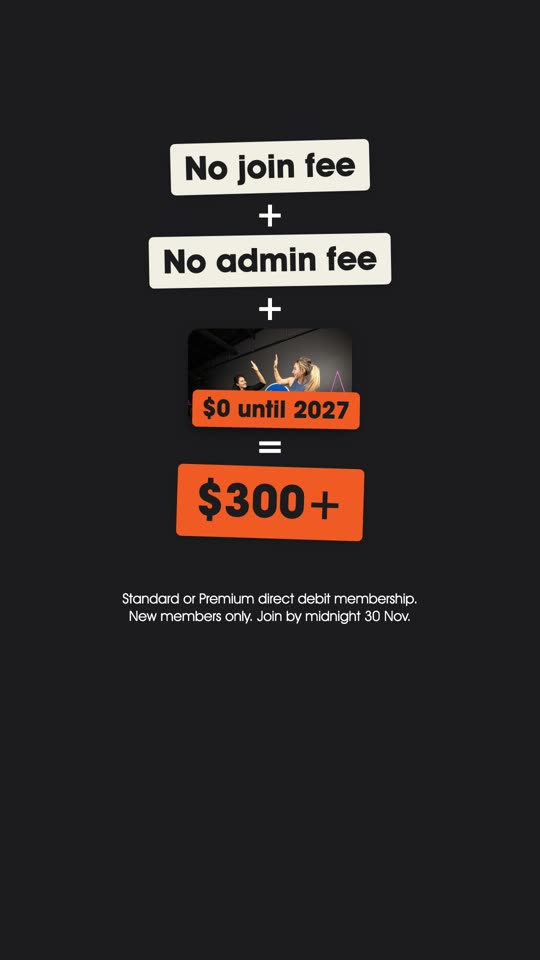 No join fee
+
No admin fee
+
$0 until 2027
=
$300+
Standard or Premium direct debit membership.
New members only. Join by midnight 30 Nov.